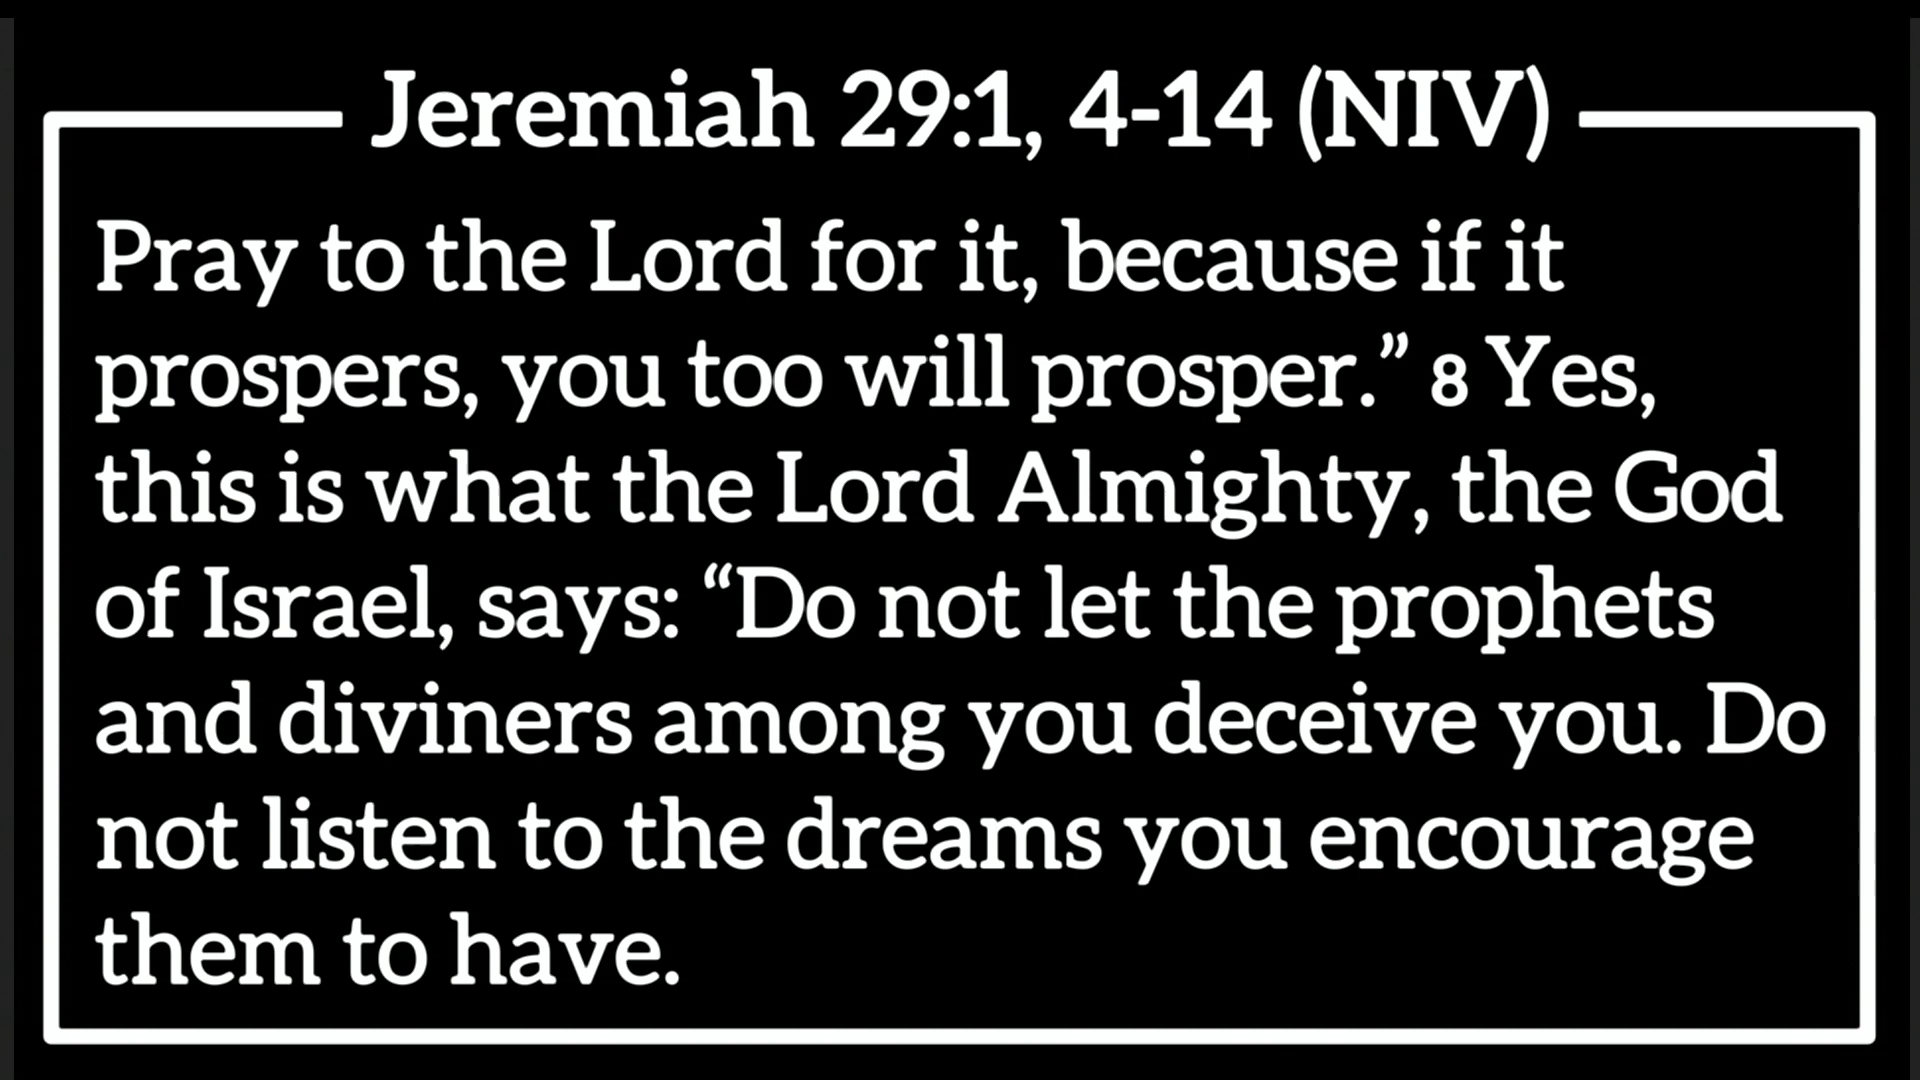 Jeremiah 29:1, 4-14 (NIV)
Pray to the Lord for it, because if it
prospers, you too will prosper.” 8 Yes,
this is what the Lord Almighty, the God
of Israel, says: “Do not let the prophets
and diviners among you deceive you. Do
not listen to the dreams you encourage
them to have.